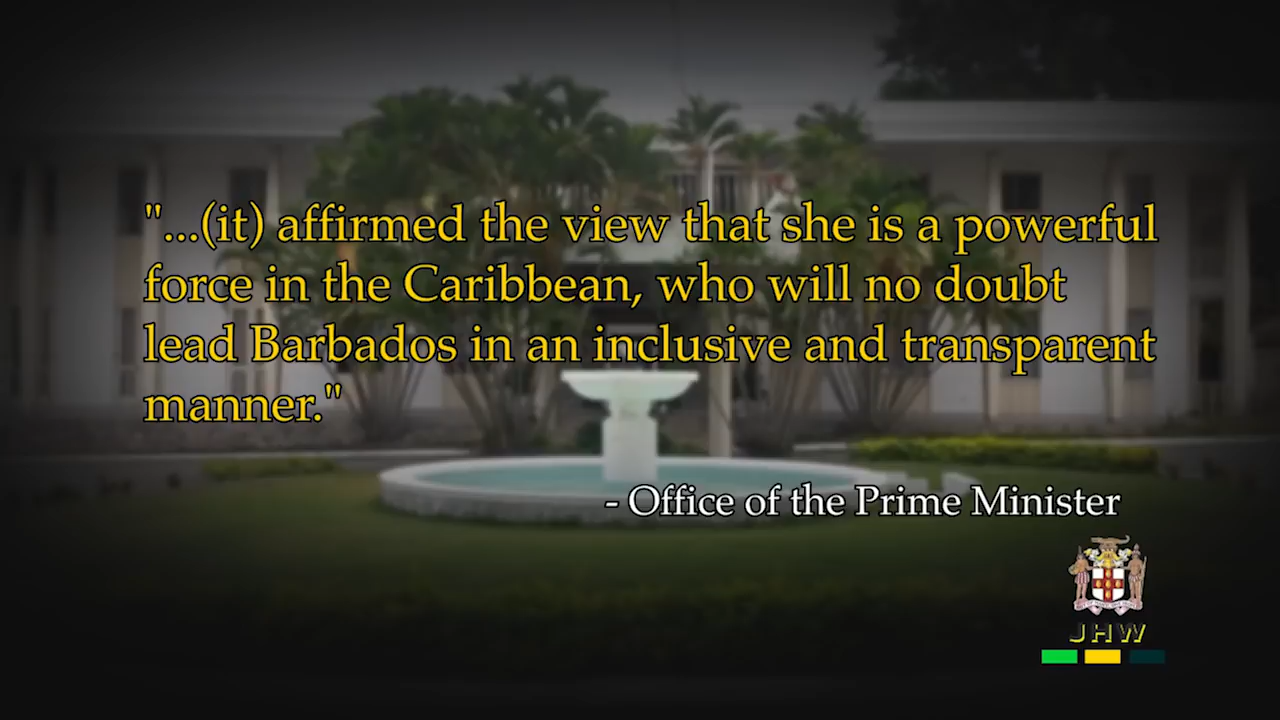 "...(it) affirmed the view that she is a powerful
force in the Caribbean, who will no doubt
lead Barbados in an inclusive and transparent
manner."
- Office of the Prime Minister
JHW